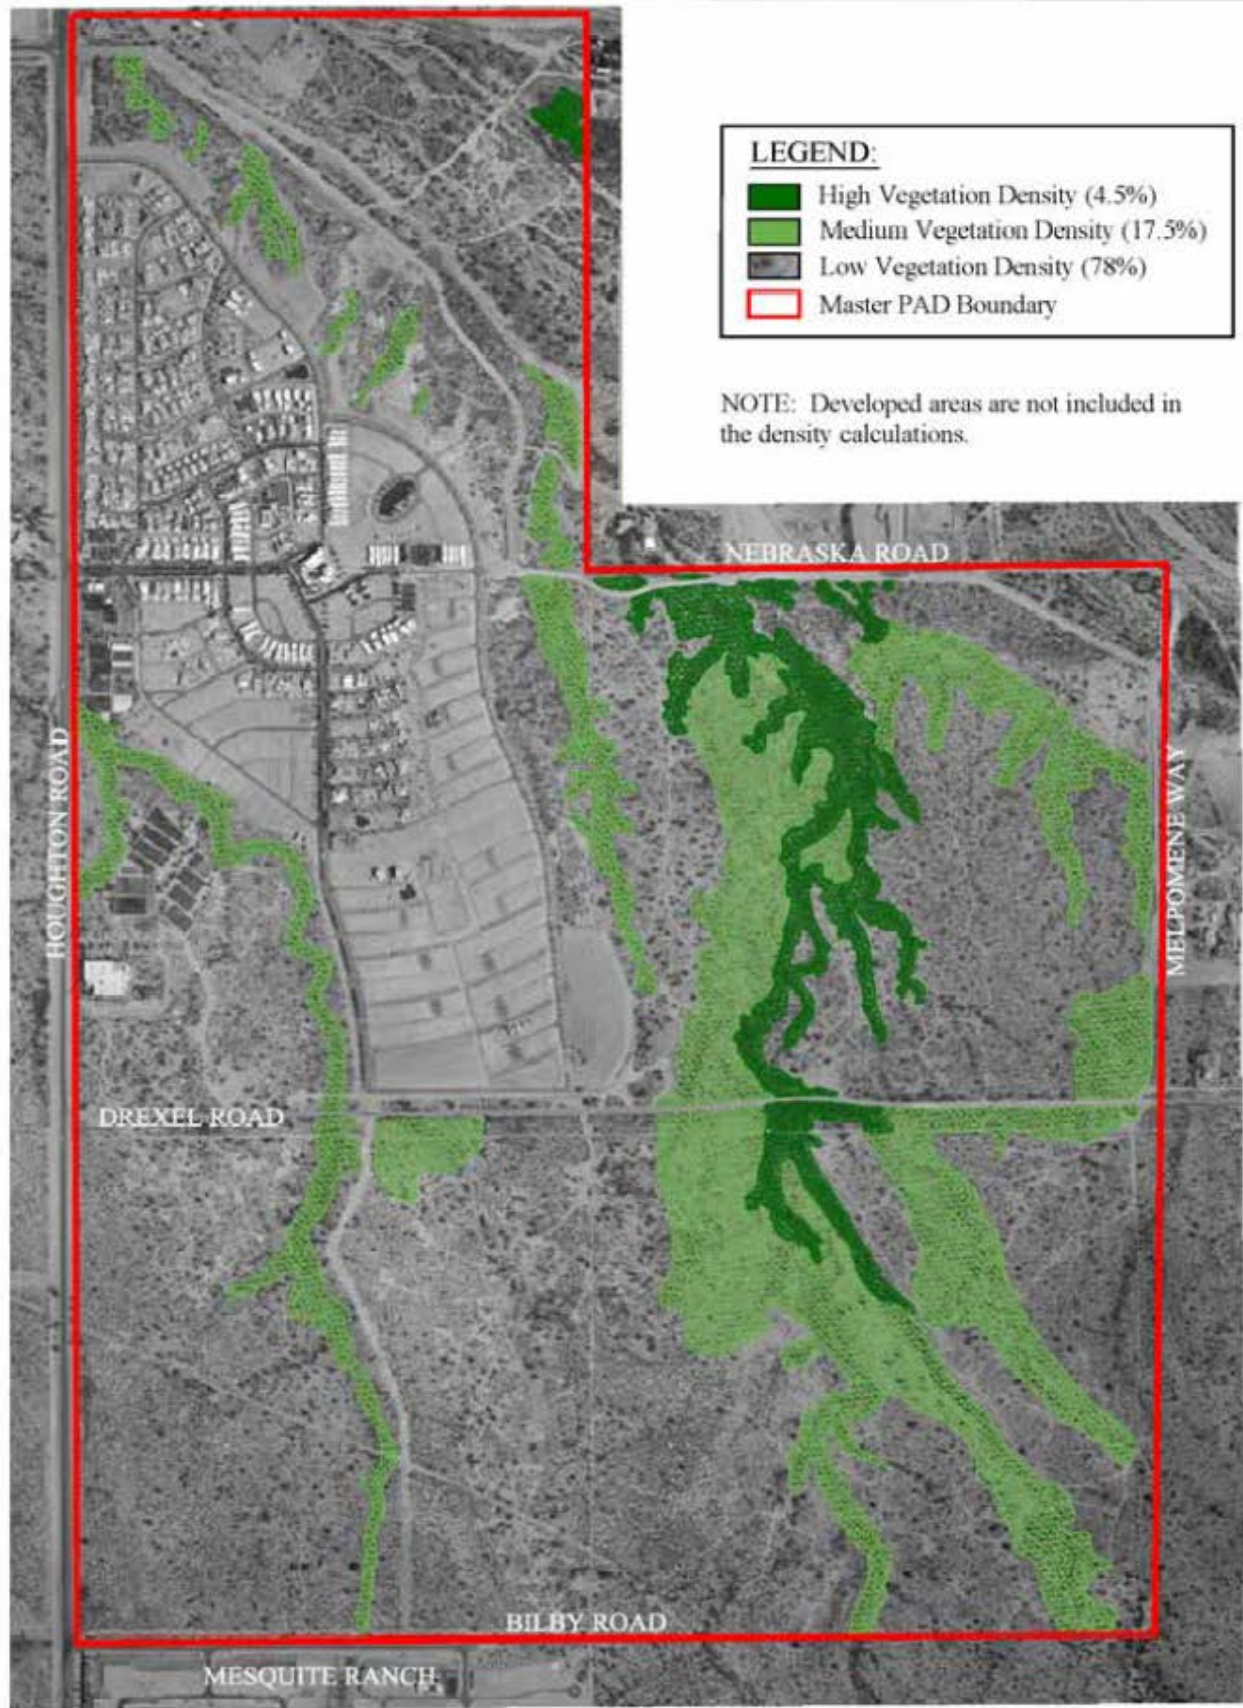 LEGEND:
High Vegetation Density (4.5%)
Medium Vegetation Density (17.5%)
Low Vegetation Density (78%)
Master PAD Boundary
NOTE: Developed areas are not included in
the density calculations.
NEBRASKA ROAD
HOUGHTON ROAD
MELPOMENE WAY
DREXEL ROAD
BILBY ROAD
MESQUITE RANCH